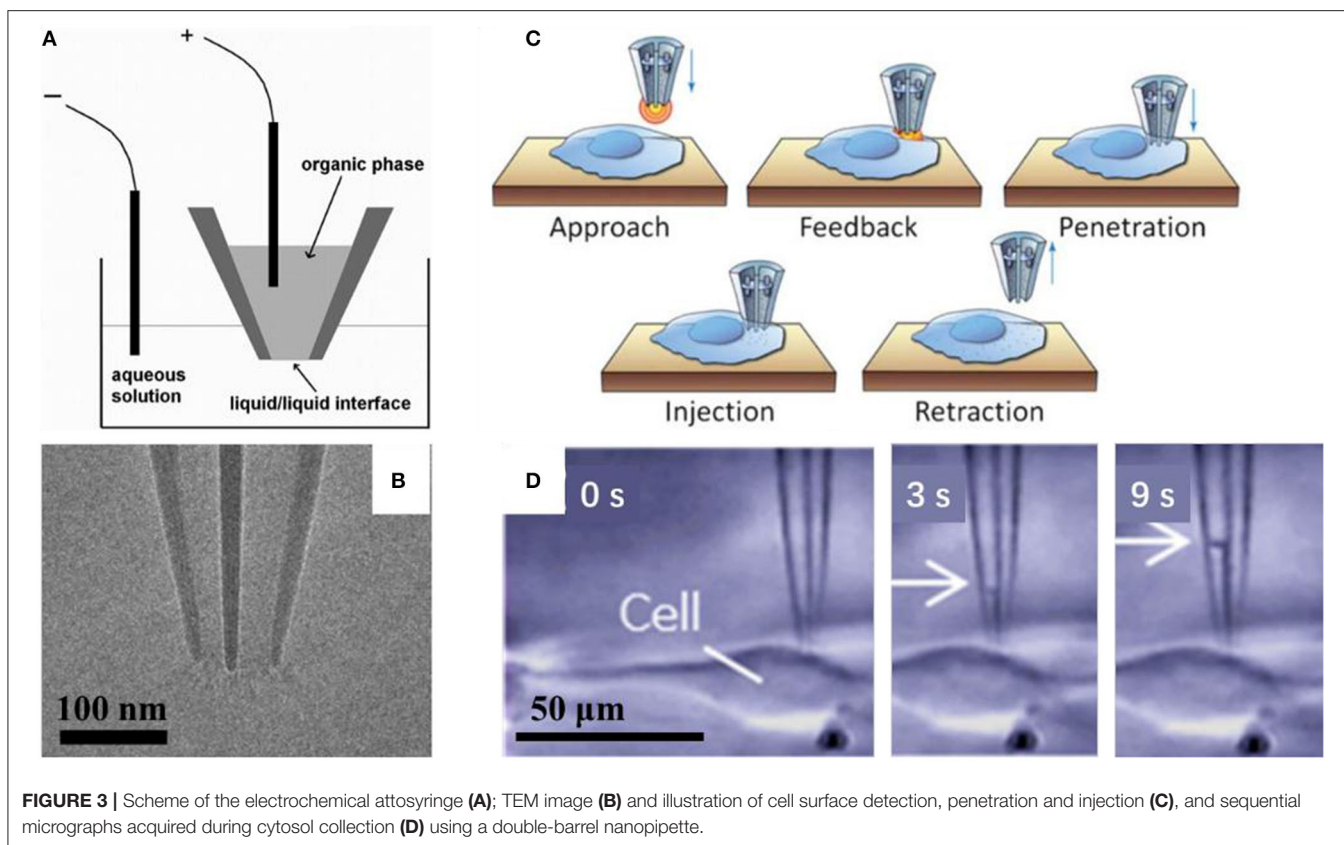 A
+
−
organic phase
aqueous
solution
liquid/liquid interface
C
Approach
Feedback
Penetration
Injection
Retraction
B
100 nm
D
0 s
3 s
9 s
Cell
50 μm
FIGURE 3 | Scheme of the electrochemical attosyringe (A); TEM image (B) and illustration of cell surface detection, penetration and injection (C), and sequential
micrographs acquired during cytosol collection (D) using a double-barrel nanopipette.